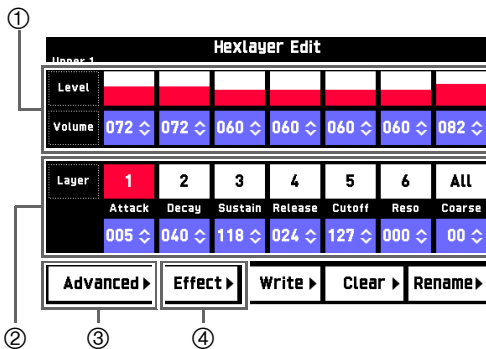 ①
Hexlayer Edit
Upper 1
Level
Volume 072 072 060 060 060 060 082
Layer 1 2 3 4 5 6 All
Attack Decay Sustain Release Cutoff Reso Coarse
005 040 118 024 127 000 00
Advanced Effect Write Clear Rename
② ③ ④